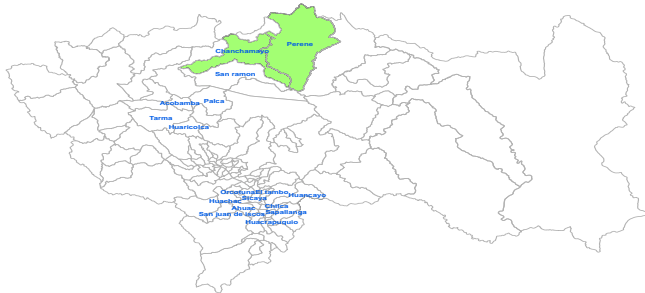 Perene
Chanchamayo
San ramon
Acobamba
Palca
Tarma
Huaricolca
Orcotuna
El tambo
Sicaya
Huancayo
Huachac
Ahuac
Chilca
San juan de iscos
Sapallanga
Huacrapuquio